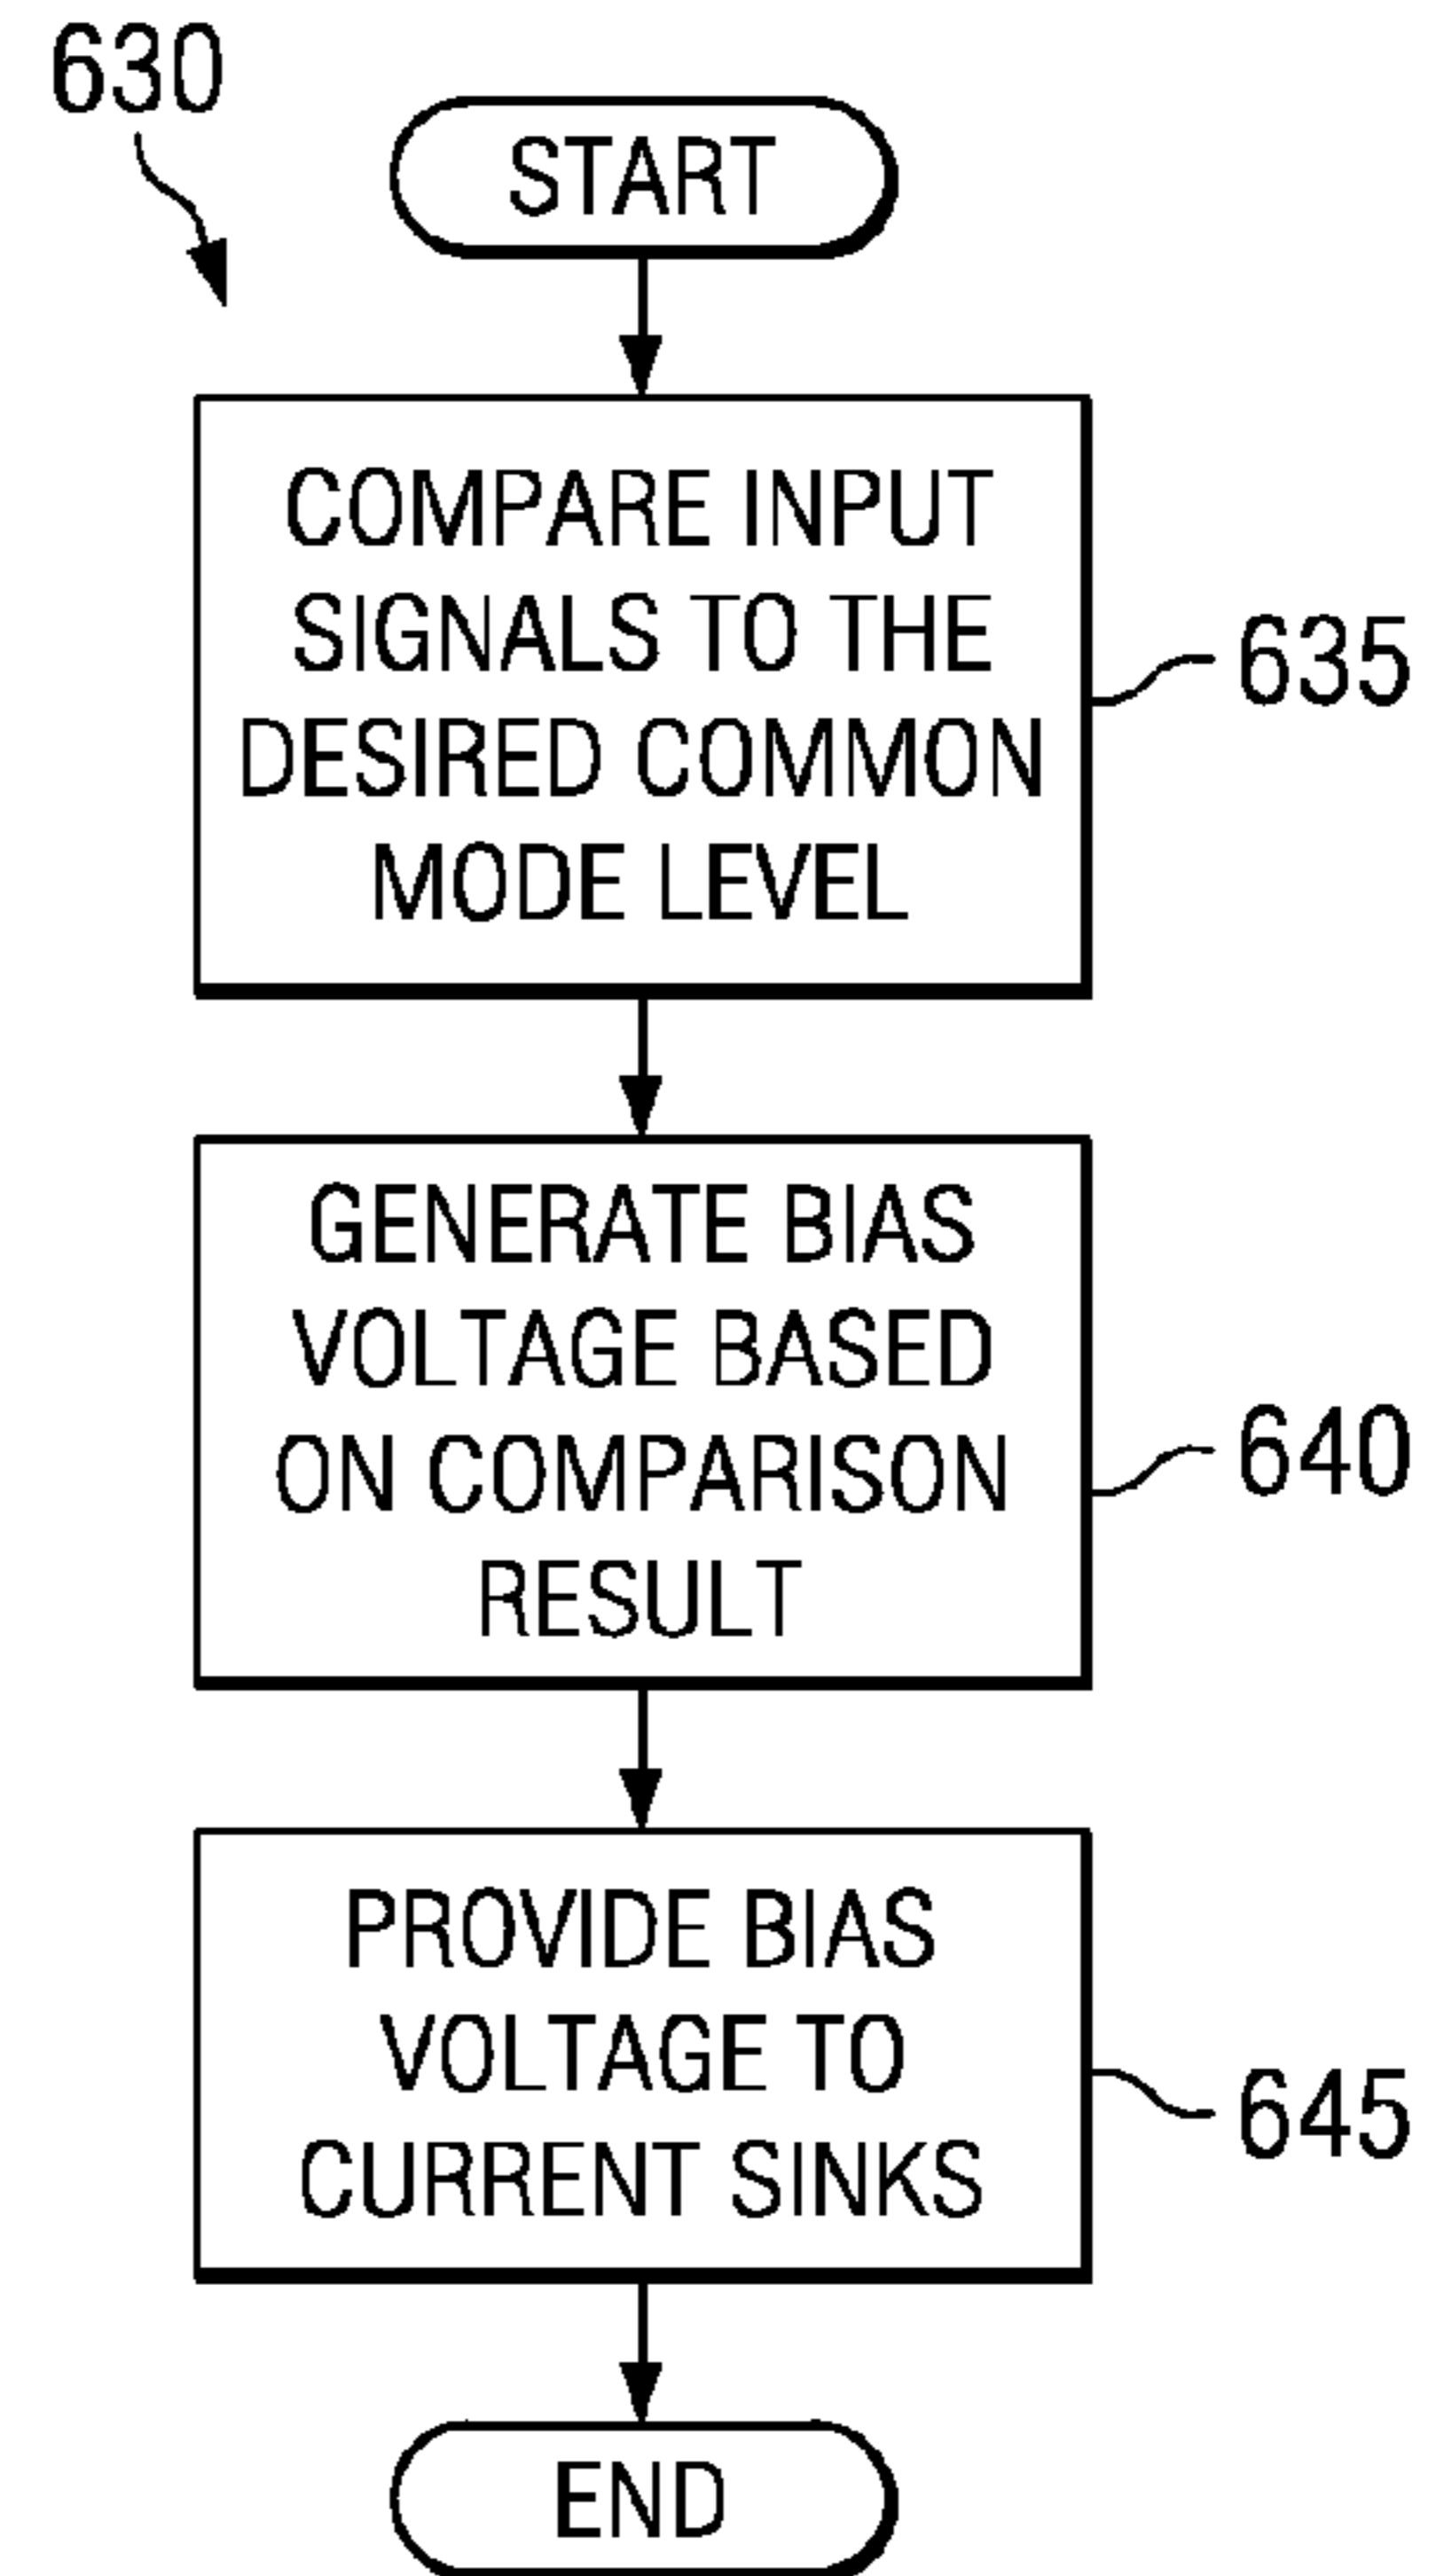 630
START
COMPARE INPUT
SIGNALS TO THE
DESIRED COMMON
MODE LEVEL
635
GENERATE BIAS
VOLTAGE BASED
ON COMPARISON
RESULT
640
PROVIDE BIAS
VOLTAGE TO
CURRENT SINKS
645
END